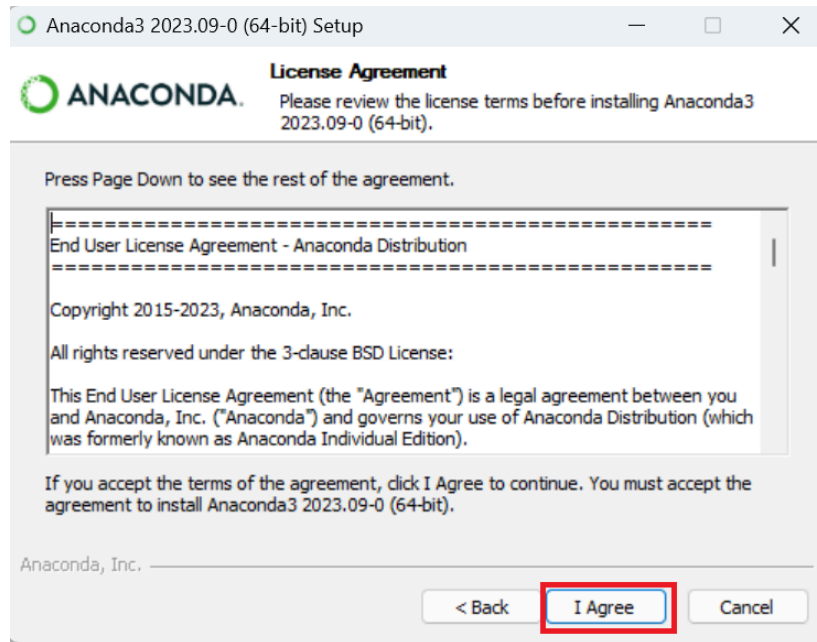 Anaconda3 2023.09-0 (64-bit) Setup
ANACONDA.
License Agreement
Please review the license terms before installing Anaconda3
2023.09-0 (64-bit).
Press Page Down to see the rest of the agreement.
====================================================
End User License Agreement - Anaconda Distribution
====================================================
Copyright 2015-2023, Anaconda, Inc.
All rights reserved under the 3-clause BSD License:
This End User License Agreement (the "Agreement") is a legal agreement between you
and Anaconda, Inc. ("Anaconda") and governs your use of Anaconda Distribution (which
was formerly known as Anaconda Individual Edition).
If you accept the terms of the agreement, click I Agree to continue. You must accept the
agreement to install Anaconda3 2023.09-0 (64-bit).
Anaconda, Inc.
< Back
I Agree
Cancel